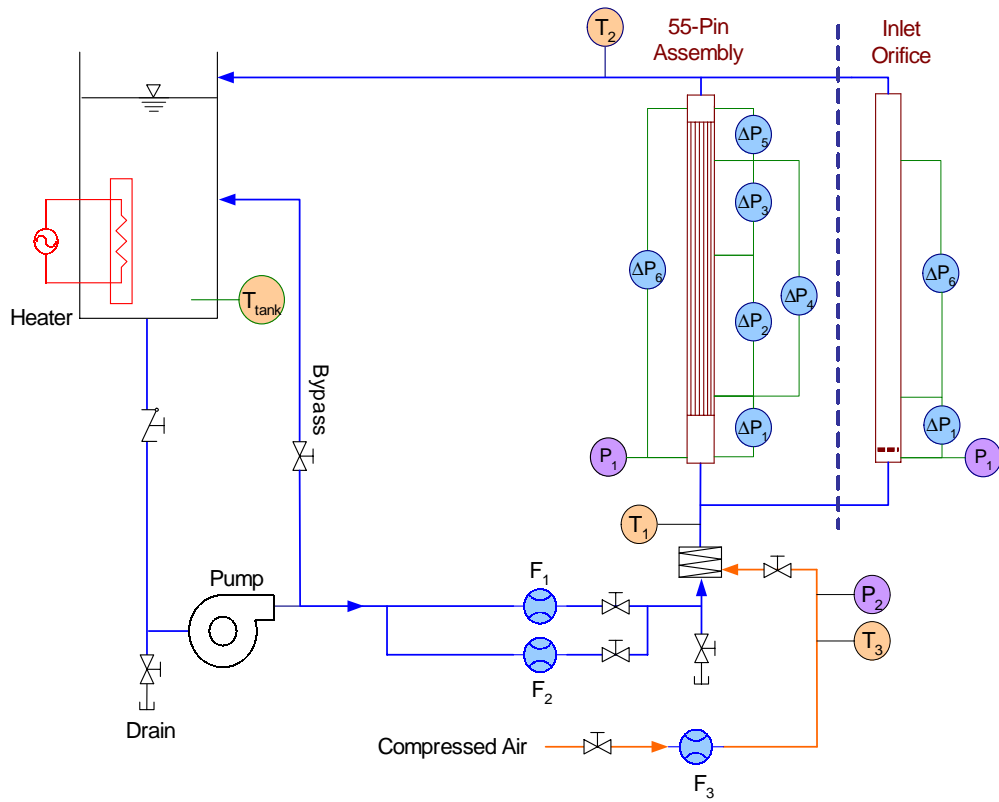 T₂
55-Pin
Assembly
Inlet
Orifice
ΔP₅
ΔP₃
ΔP₆
ΔP₄
ΔP₂
ΔP₁
P₁
ΔP₆
ΔP₁
P₁
Heater
T_tank
Bypass
T₁
Pump
F₁
F₂
P₂
T₃
Drain
Compressed Air
F₃